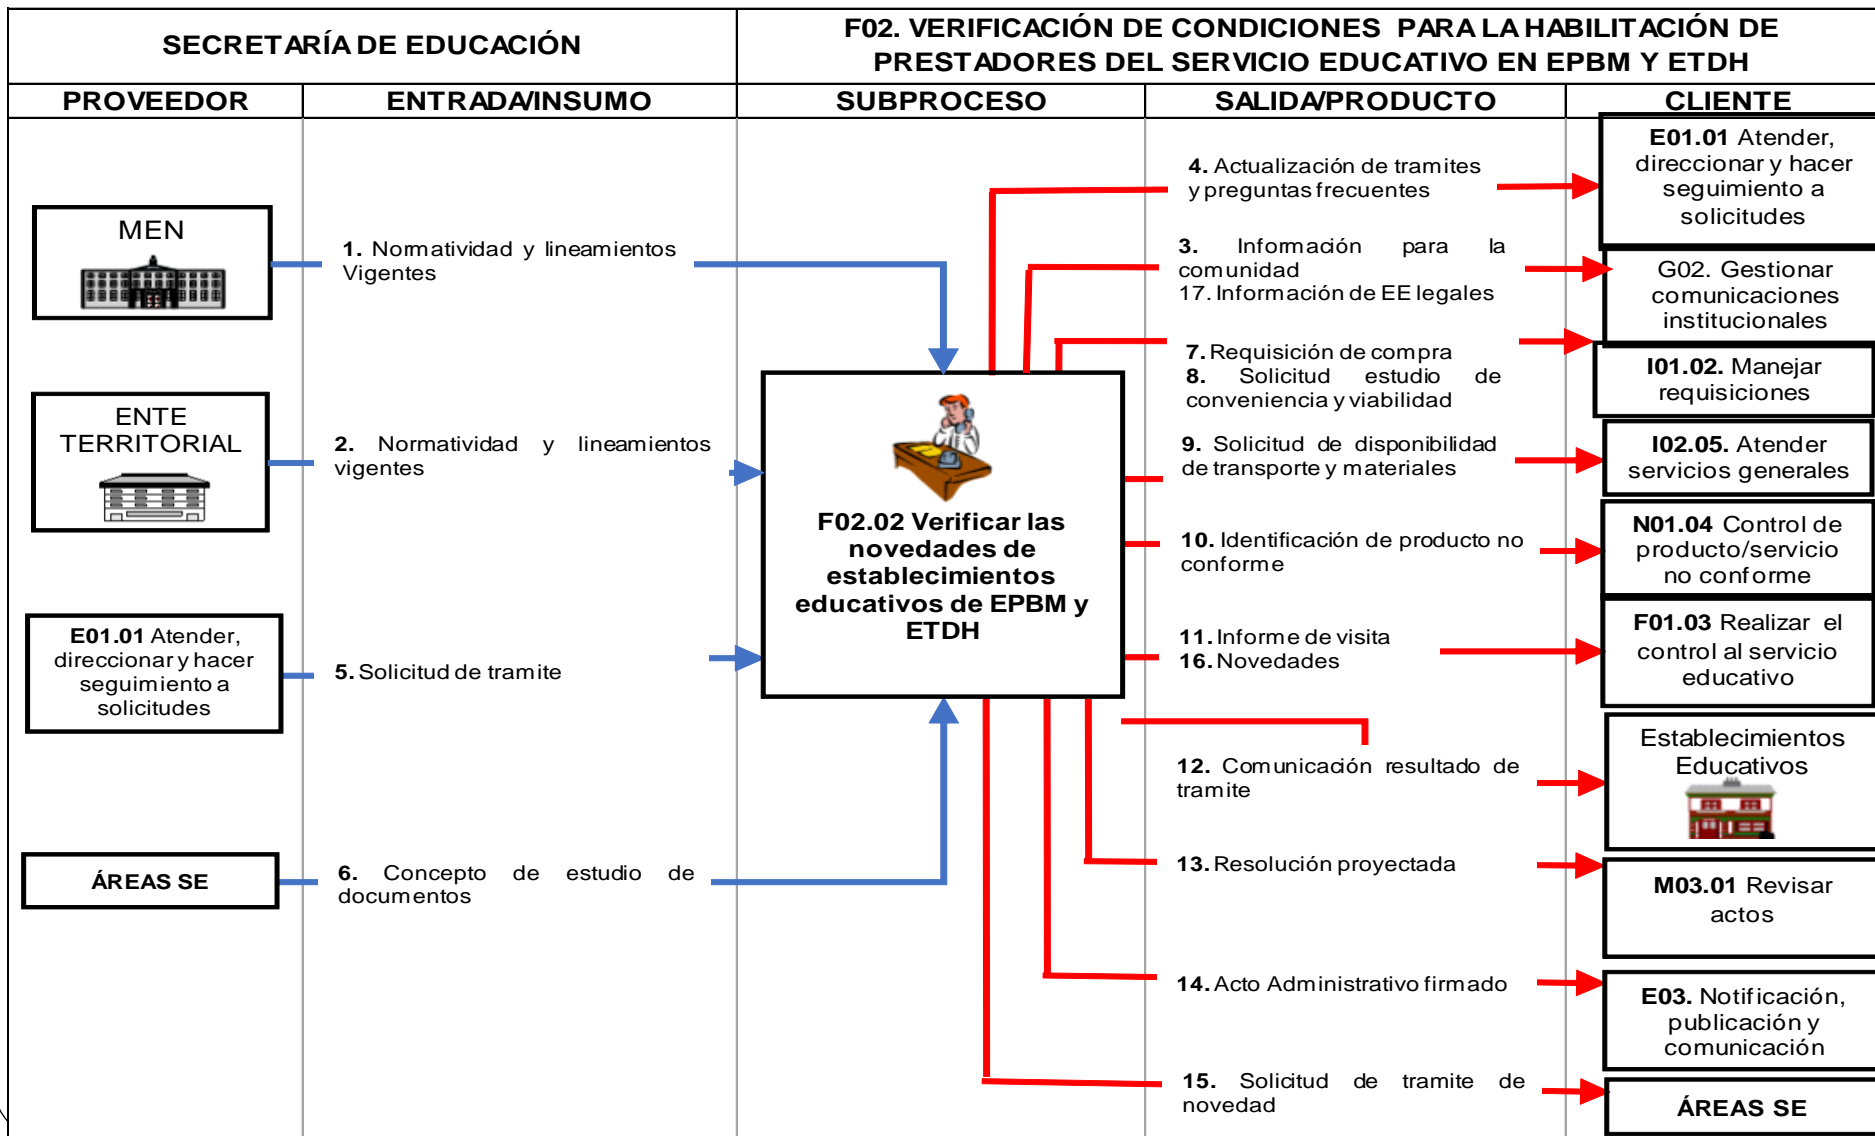 SECRETARÍA DE EDUCACIÓN
F02. VERIFICACIÓN DE CONDICIONES PARA LA HABILITACIÓN DE
PRESTADORES DEL SERVICIO EDUCATIVO EN EPBM Y ETDH
PROVEEDOR
ENTRADA/INSUMO
SUBPROCESO
SALIDA/PRODUCTO
CLIENTE
MEN
1. Normatividad y lineamientos
Vigentes
ENTE
TERRITORIAL
2. Normatividad y lineamientos
vigentes
E01.01 Atender,
direccionar y hacer
seguimiento a
solicitudes
5. Solicitud de tramite
ÁREAS SE
6. Concepto de estudio de
documentos
F02.02 Verificar las
novedades de
establecimientos
educativos de EPBM y
ETDH
4. Actualización de tramites
y preguntas frecuentes
3. Información para la
comunidad
17. Información de EE legales
7. Requisición de compra
8. Solicitud estudio de
conveniencia y viabilidad
9. Solicitud de disponibilidad
de transporte y materiales
10. Identificación de producto no
conforme
11. Informe de visita
16. Novedades
12. Comunicación resultado de
tramite
13. Resolución proyectada
14. Acto Administrativo firmado
15. Solicitud de tramite de
novedad
E01.01 Atender,
direccionar y hacer
seguimiento a
solicitudes
G02. Gestionar
comunicaciones
institucionales
I01.02. Manejar
requisiciones
I02.05. Atender
servicios generales
N01.04 Control de
producto/servicio
no conforme
F01.03 Realizar el
control al servicio
educativo
Establecimientos
Educativos
M03.01 Revisar
actos
E03. Notificación,
publicación y
comunicación
ÁREAS SE